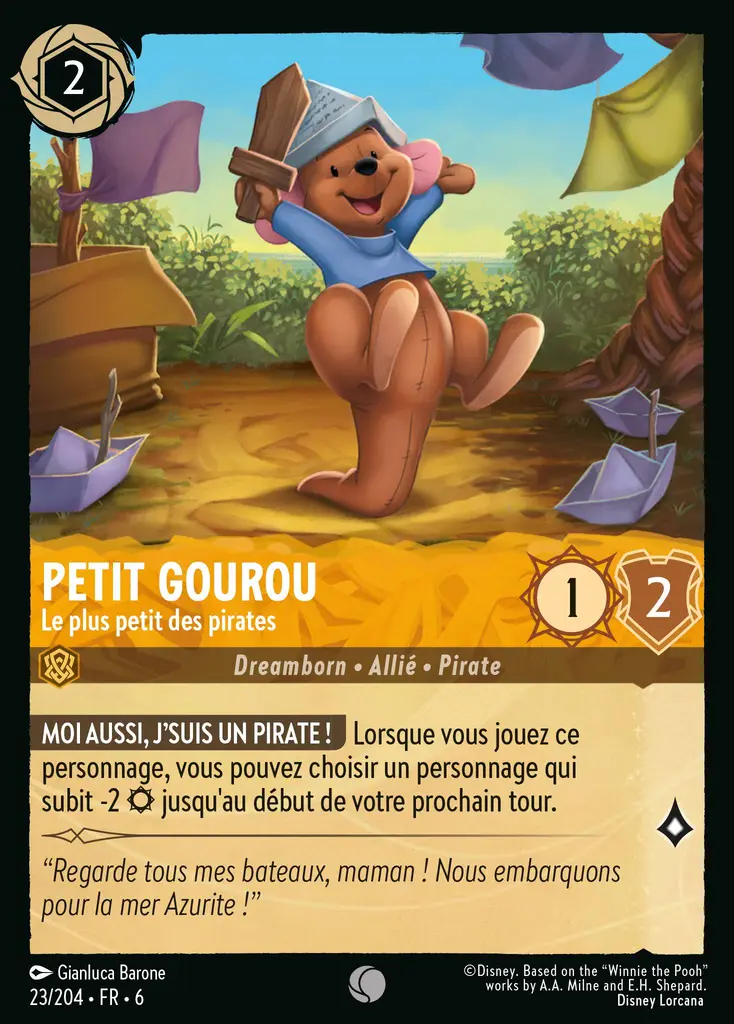 2
PETIT GOUROU
Le plus petit des pirates
1
2
Dreamborn • Allié • Pirate
MOI AUSSI, J'SUIS UN PIRATE ! Lorsque vous jouez ce
personnage, vous pouvez choisir un personnage qui
subit -2 jusqu'au début de votre prochain tour.
“Regarde tous mes bateaux, maman ! Nous embarquons
pour la mer Azurite !”
Gianluca Barone
23/204 • FR • 6
©Disney. Based on the “Winnie the Pooh”
works by A.A. Milne and E.H. Shepard.
Disney Lorcana